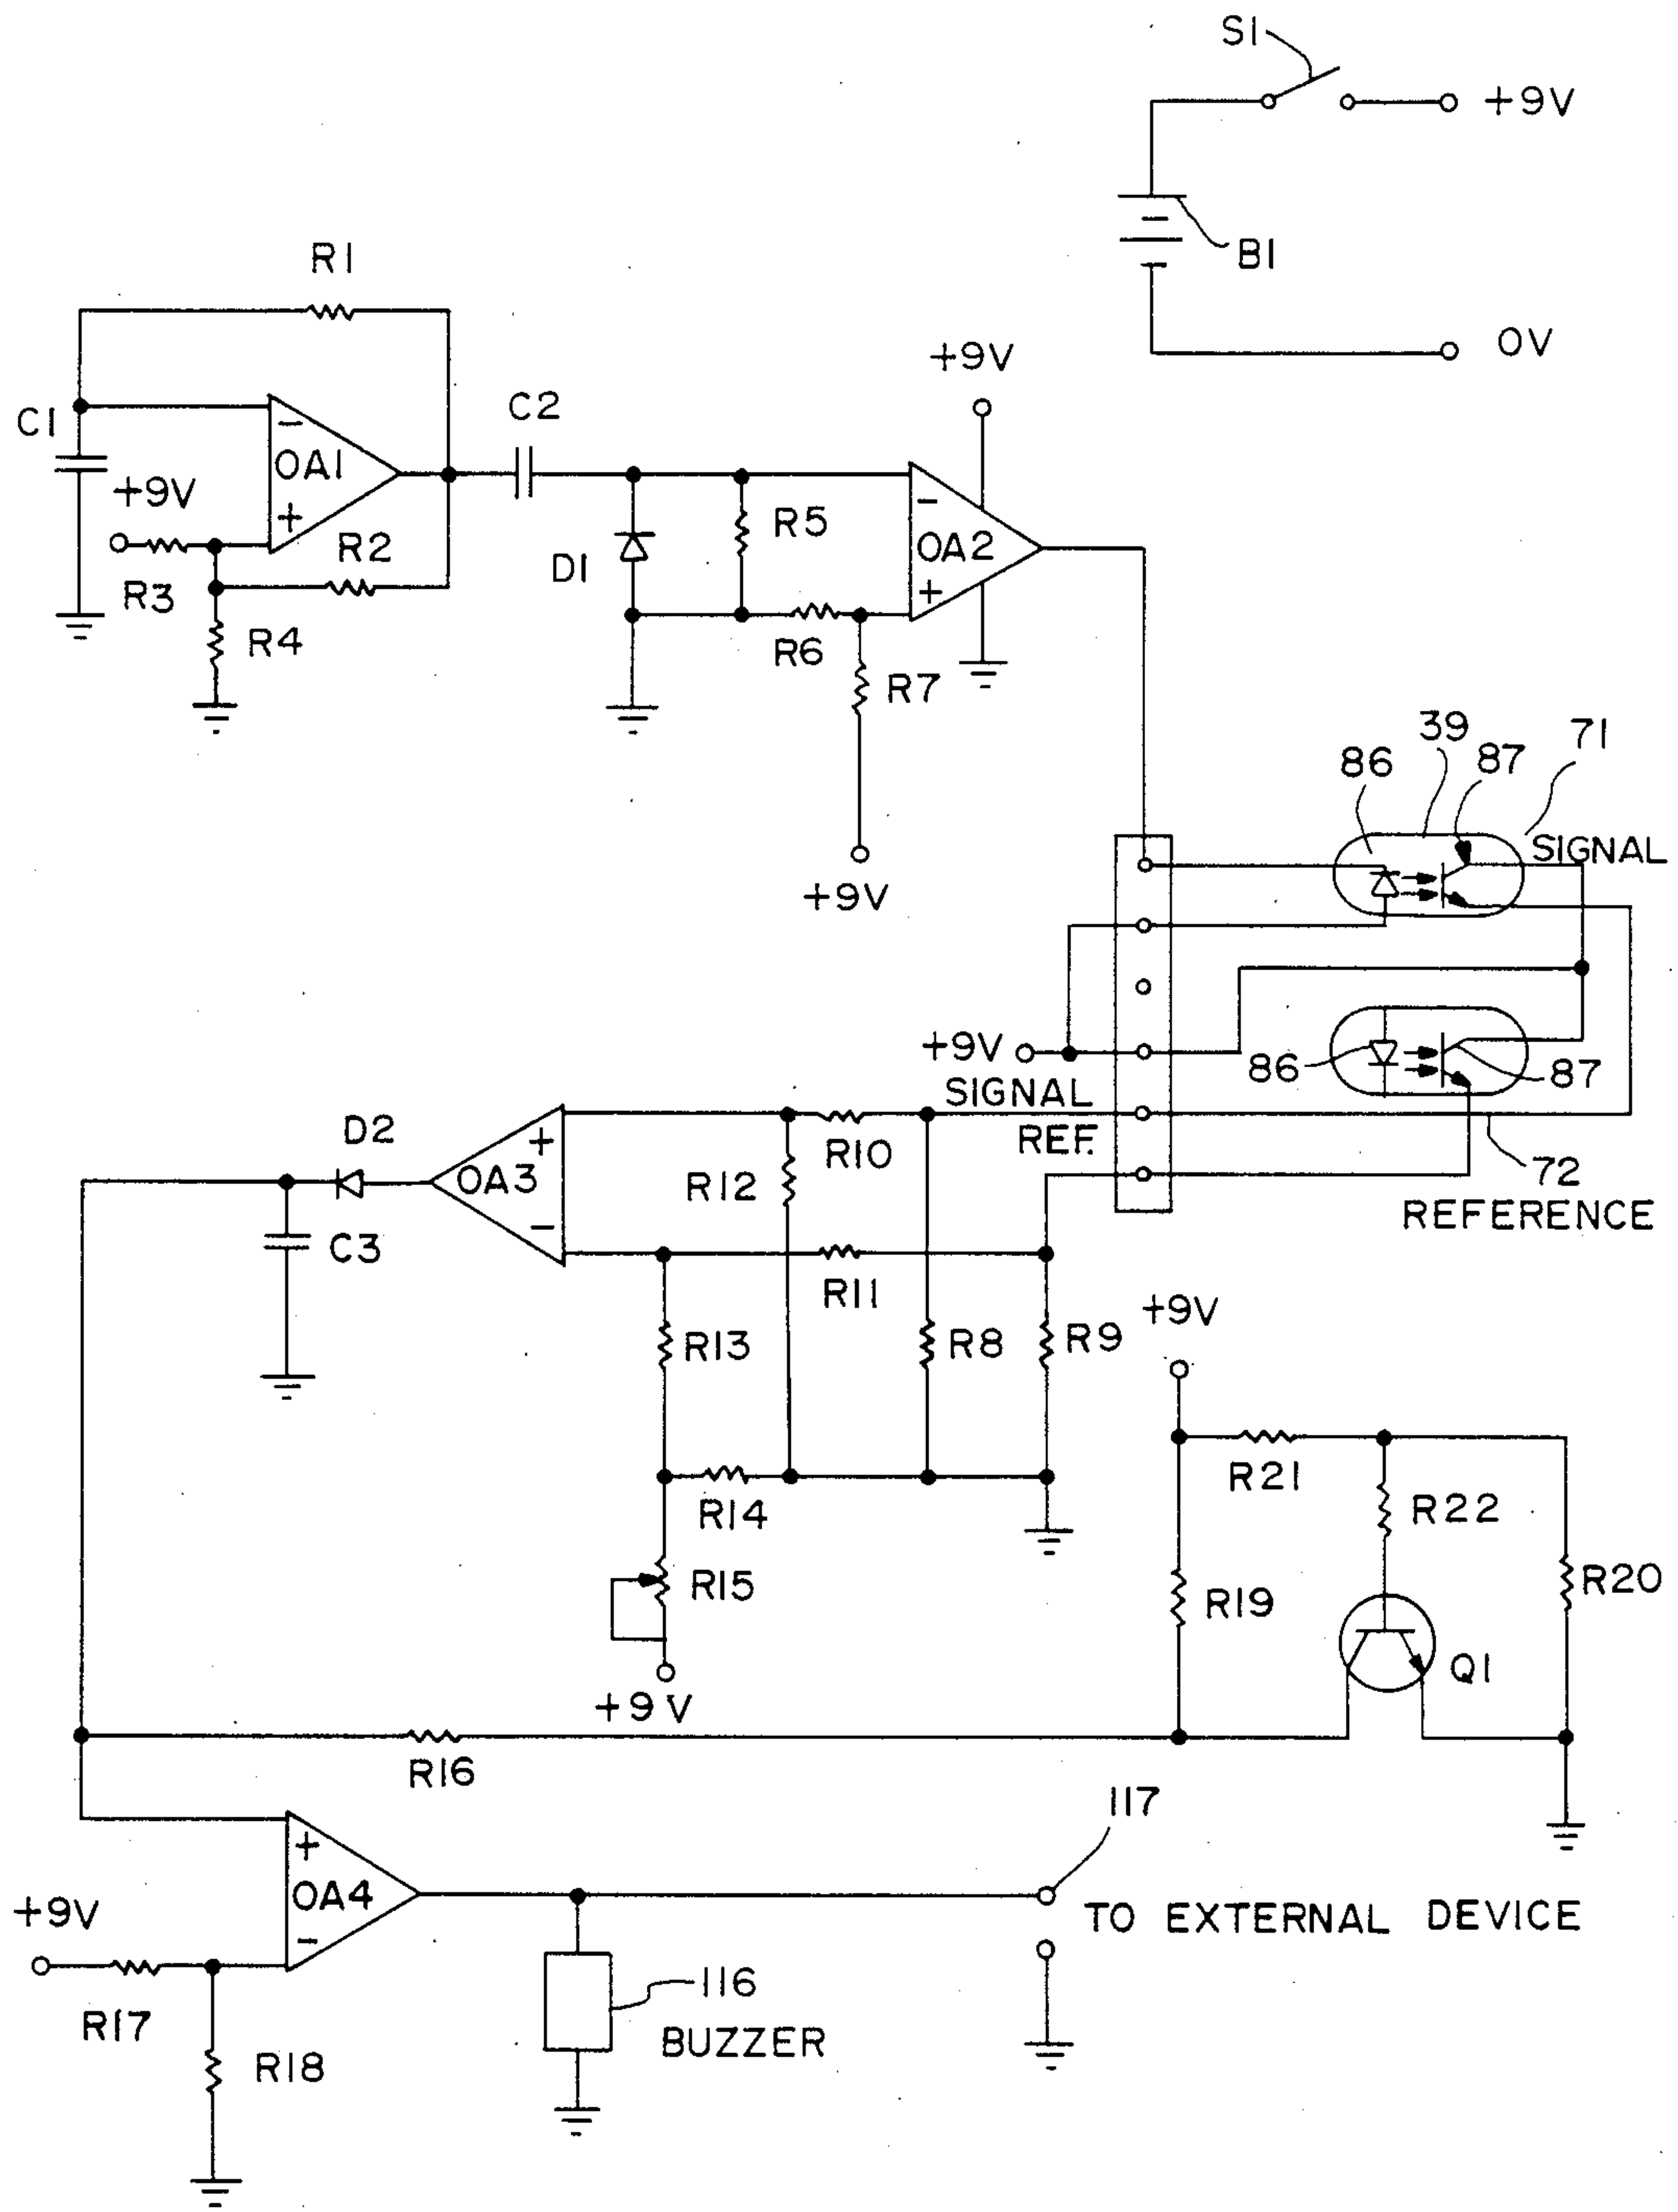 S1
+9V
B1
0V
R1
+9V
C1
C2
-
OA1
+9V
+
R2
R3
R4
-
OA2
+
R5
D1
R6
R7
+9V
39
71
86
87
SIGNAL
+9V
SIGNAL
REF.
86
87
72
REFERENCE
D2
+
OA3
-
R12
R10
C3
R11
R13
R8
R9
+9V
R14
R21
R22
R15
R19
R20
+9V
Q1
R16
117
+
OA4
-
+9V
TO EXTERNAL DEVICE
R17
R18
116
BUZZER